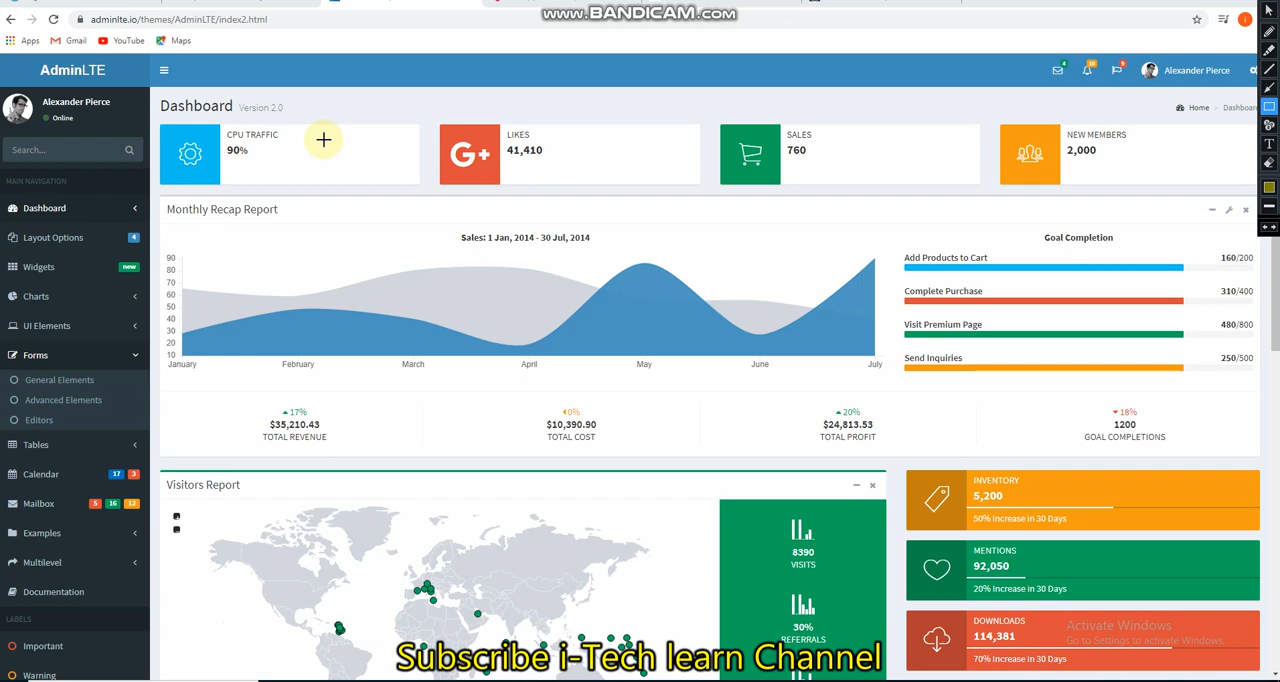 www.BANDICAM.com
adminlte.io/themes/AdminLTE/index2.html
Apps
Gmail
YouTube
Maps
AdminLTE
4
10
9
Alexander Pierce
Alexander Pierce
Online
Dashboard Version 2.0
Home > Dashboard
Search...
CPU TRAFFIC
90%
LIKES
41,410
SALES
760
NEW MEMBERS
2,000
MAIN NAVIGATION
Dashboard
Layout Options 4
Widgets new
Charts
UI Elements
Forms
General Elements
Advanced Elements
Editors
Tables
Calendar 17 3
Mailbox 5 16 12
Examples
Multilevel
Documentation
LABELS
Important
Warning
Monthly Recap Report
Sales: 1 Jan, 2014 - 30 Jul, 2014
90
80
70
60
50
40
30
20
10
January February March April May June July
Goal Completion
Add Products to Cart 160/200
Complete Purchase 310/400
Visit Premium Page 480/800
Send Inquiries 250/500
17%
$35,210.43
TOTAL REVENUE
0%
$10,390.90
TOTAL COST
20%
$24,813.53
TOTAL PROFIT
18%
1200
GOAL COMPLETIONS
Visitors Report
8390
VISITS
30%
REFERRALS
INVENTORY
5,200
50% Increase in 30 Days
MENTIONS
92,050
20% Increase in 30 Days
DOWNLOADS
114,381
70% Increase in 30 Days
Activate Windows
Go to Settings to activate Windows.
Subscribe i-Tech learn Channel